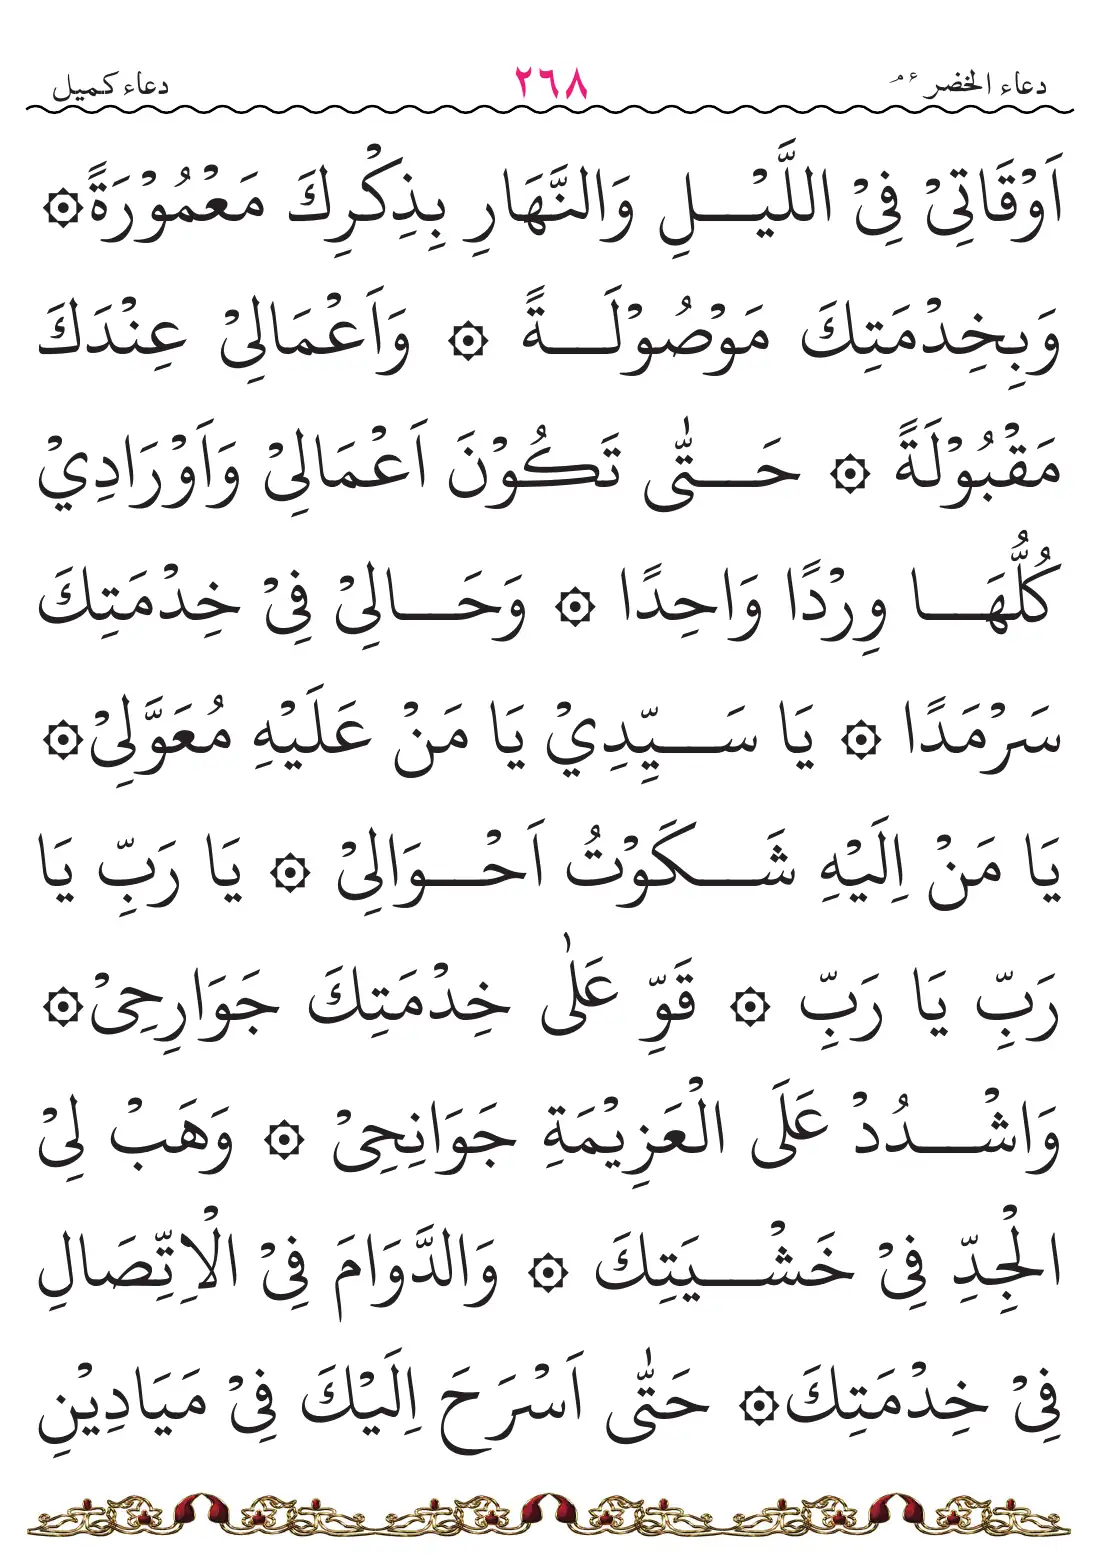 دعاء الخضر ؑم ٢٦٨ دعاء كميل
اَوْقَاتِيْ فِيْ اللَّيْلِ وَالنَّهَارِ بِذِكْرِكَ مَعْمُوْرَةً ۞
وَبِخِدْمَتِكَ مَوْصُوْلَةً ۞ وَاَعْمَالِيْ عِنْدَكَ
مَقْبُوْلَةً ۞ حَتّٰى تَكُوْنَ اَعْمَالِيْ وَاَوْرَادِيْ
كُلُّهَا وِرْدًا وَاحِدًا ۞ وَحَالِيْ فِيْ خِدْمَتِكَ
سَرْمَدًا ۞ يَا سَيِّدِيْ يَا مَنْ عَلَيْهِ مُعَوَّلِيْ ۞
يَا مَنْ اِلَيْهِ شَكَوْتُ اَحْوَالِيْ ۞ يَا رَبِّ يَا
رَبِّ يَا رَبِّ ۞ قَوِّ عَلٰى خِدْمَتِكَ جَوَارِحِيْ ۞
وَاشْدُدْ عَلَى الْعَزِيْمَةِ جَوَانِحِيْ ۞ وَهَبْ لِيْ
الْجِدِّ فِيْ خَشْيَتِكَ ۞ وَالدَّوَامَ فِيْ الْاِتِّصَالِ
فِيْ خِدْمَتِكَ ۞ حَتّٰى اَسْرَحَ اِلَيْكَ فِيْ مَيَادِيْنِ